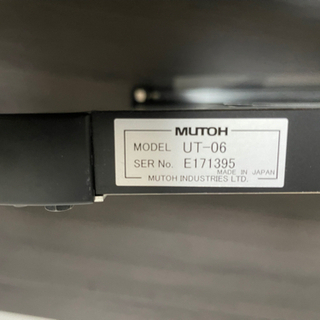 MUTOH
MODEL UT-06
SER No. E171395
MADE IN JAPAN
MUTOH INDUSTRIES LTD.